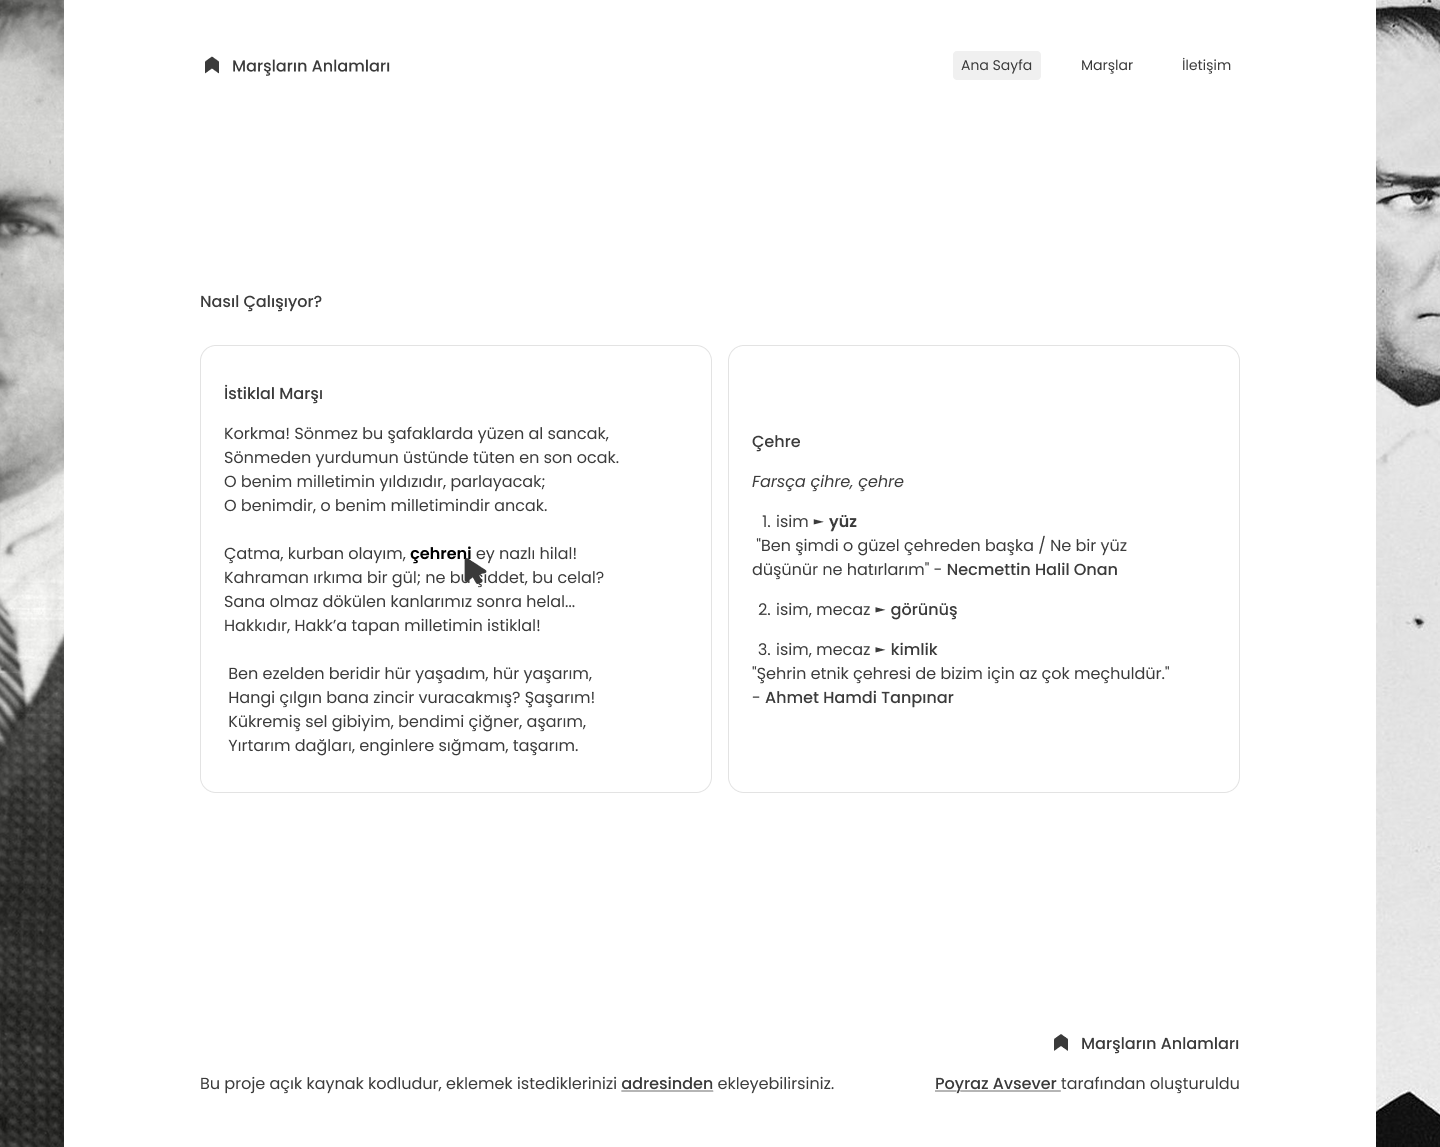 Marşların Anlamları
Ana Sayfa
Marşlar
İletişim
Nasıl Çalışıyor?
İstiklal Marşı
Korkma! Sönmez bu şafaklarda yüzen al sancak,
Sönmeden yurdumun üstünde tüten en son ocak.
O benim milletimin yıldızıdır, parlayacak;
O benimdir, o benim milletimindir ancak.
Çatma, kurban olayım, çehreni ey nazlı hilal!
Kahraman ırkıma bir gül; ne bu şiddet, bu celal?
Sana olmaz dökülen kanlarımız sonra helal...
Hakkıdır, Hakk’a tapan milletimin istiklal!
Ben ezelden beridir hür yaşadım, hür yaşarım,
Hangi çılgın bana zincir vuracakmış? Şaşarım!
Kükremiş sel gibiyim, bendimi çiğner, aşarım,
Yırtarım dağları, enginlere sığmam, taşarım.
Çehre
Farsça çihre, çehre
1. isim ► yüz
"Ben şimdi o güzel çehreden başka / Ne bir yüz
düşünür ne hatırlarım" - Necmettin Halil Onan
2. isim, mecaz ► görünüş
3. isim, mecaz ► kimlik
"Şehrin etnik çehresi de bizim için az çok meçhuldür."
- Ahmet Hamdi Tanpınar
Marşların Anlamları
Bu proje açık kaynak kodludur, eklemek istediklerinizi adresinden ekleyebilirsiniz.
Poyraz Avsever tarafından oluşturuldu